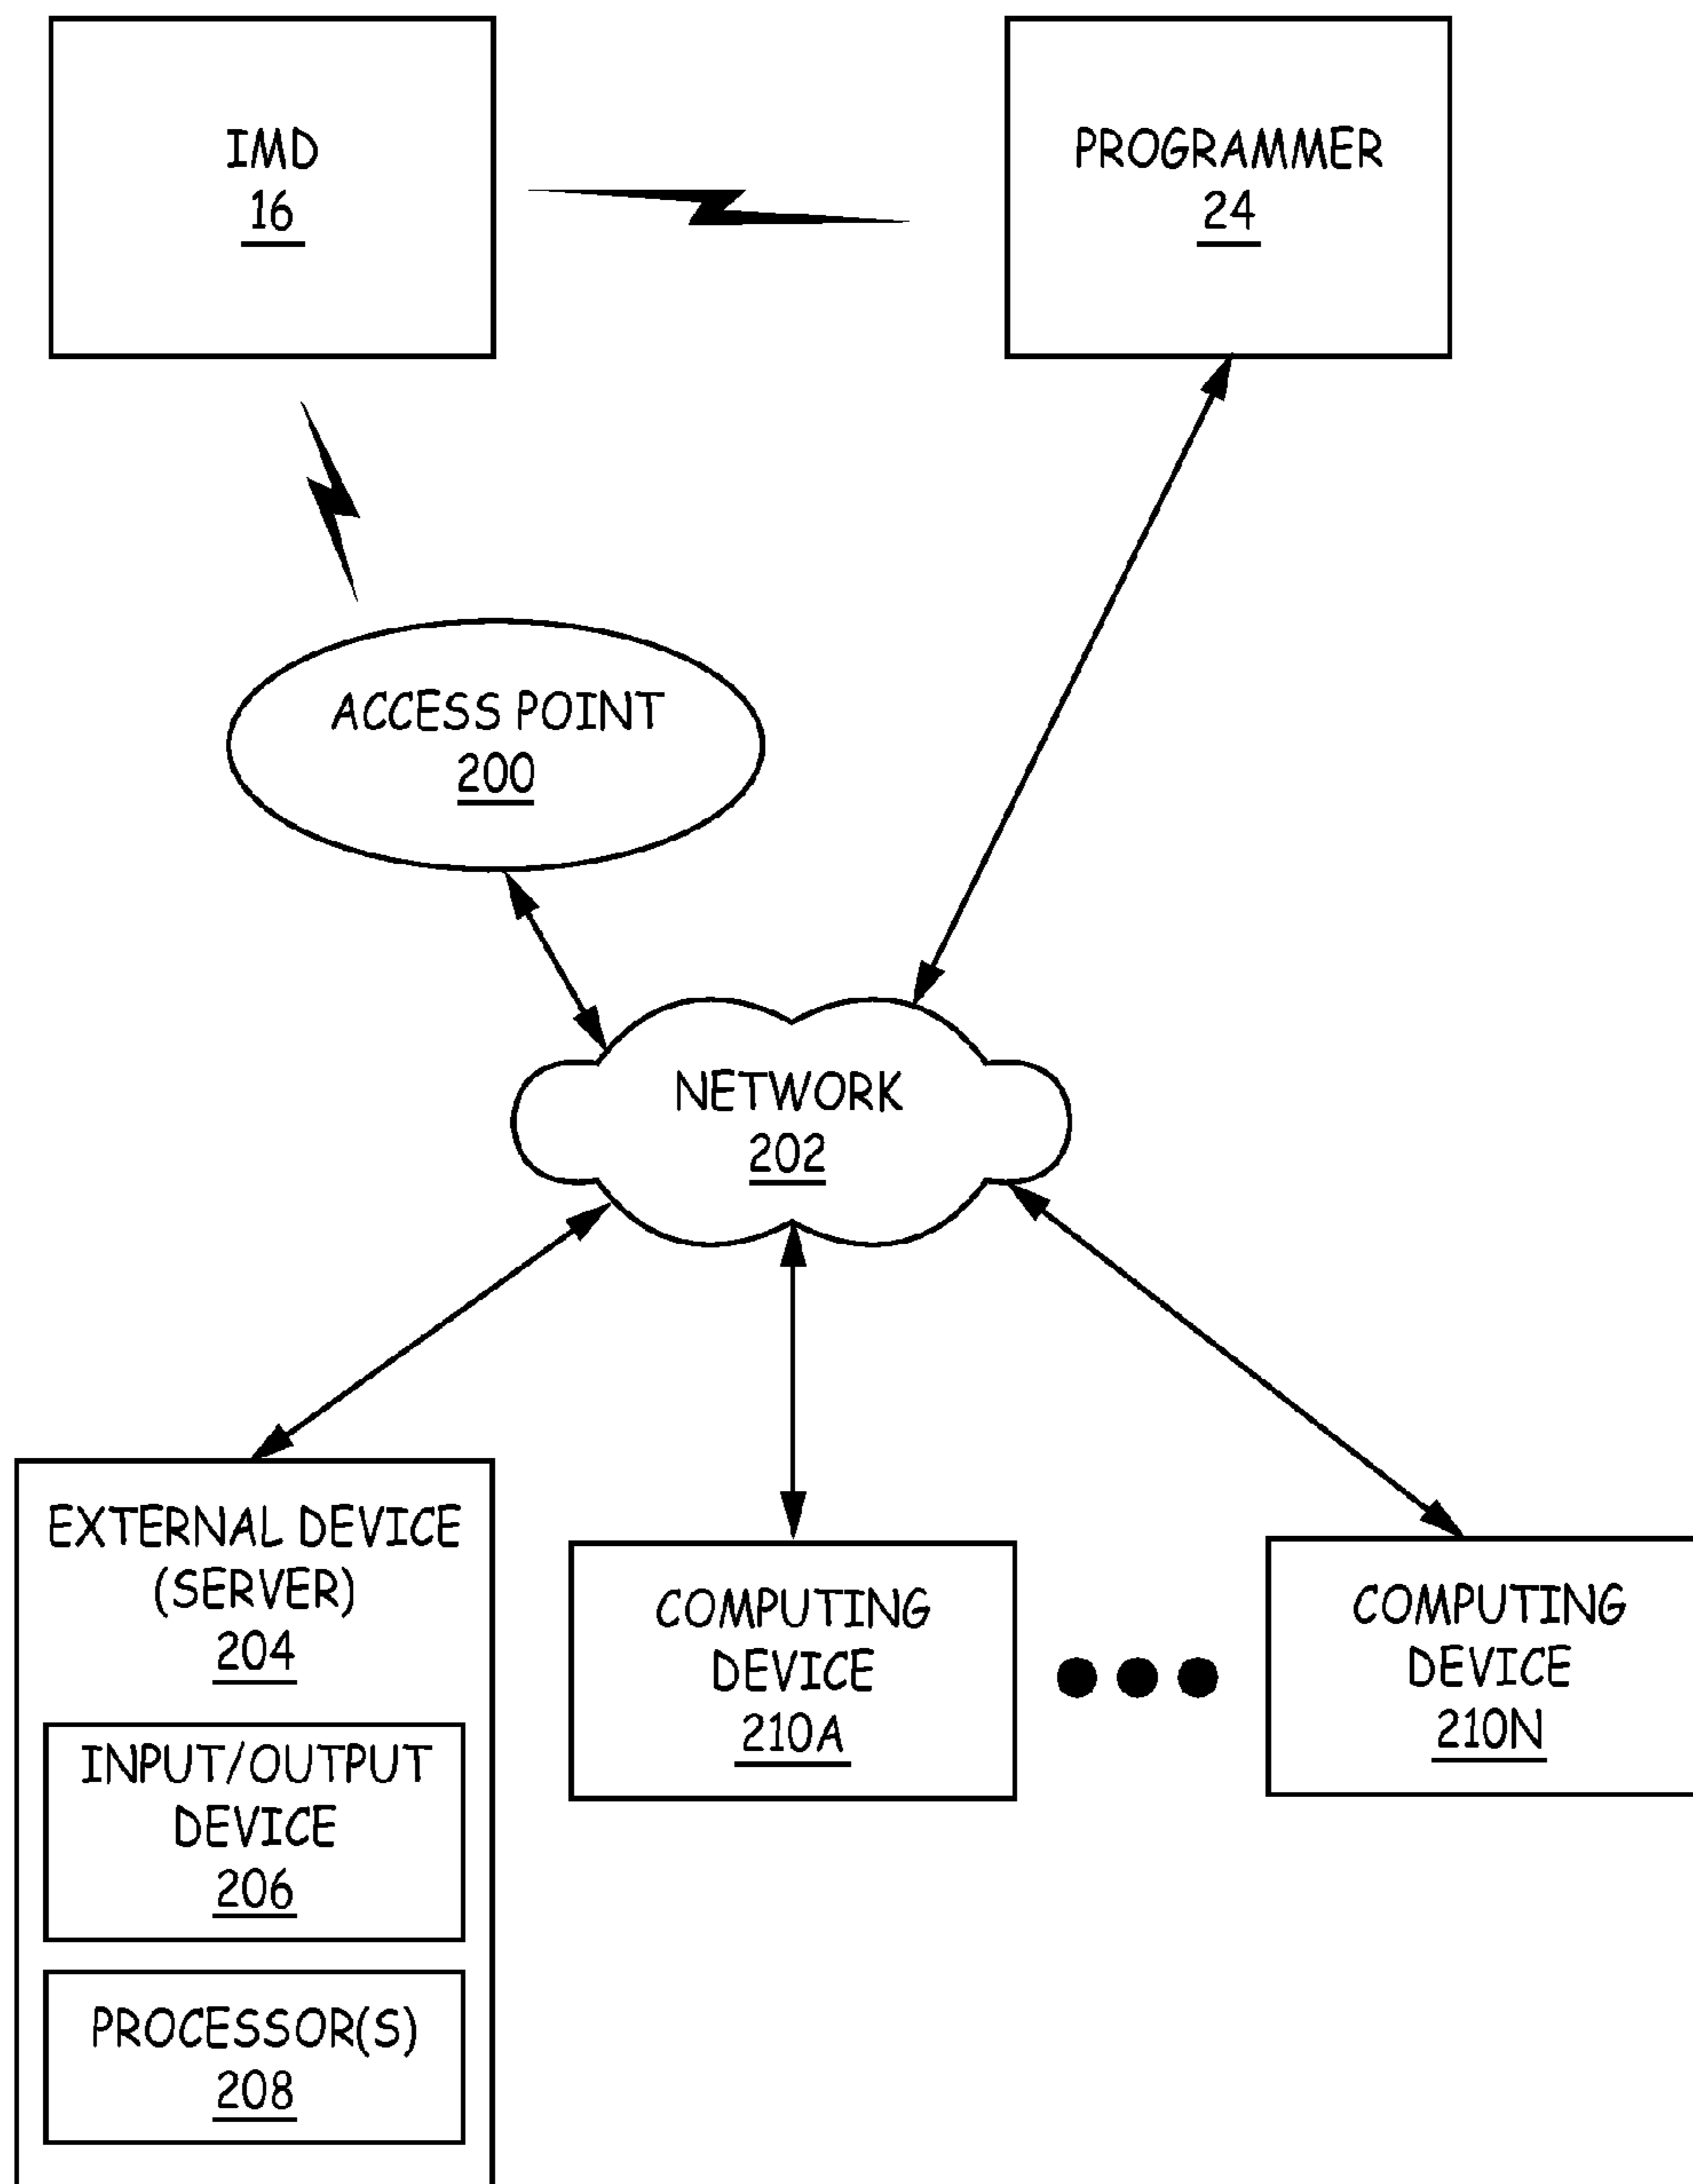 IMD
16
PROGRAMMER
24
ACCESS POINT
200
NETWORK
202
EXTERNAL DEVICE
(SERVER)
204
INPUT/OUTPUT
DEVICE
206
PROCESSOR(S)
208
COMPUTING
DEVICE
210A
COMPUTING
DEVICE
210N